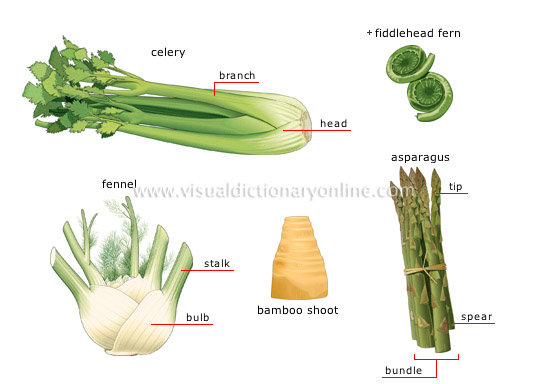 celery
+ fiddlehead fern
branch
head
asparagus
fennel
tip
www.visualdictionaryonline.com
stalk
bamboo shoot
bulb
spear
bundle